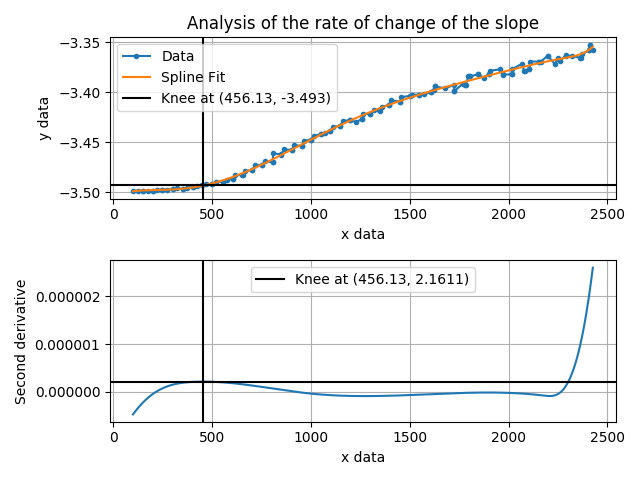 Analysis of the rate of change of the slope
−3.35
−3.40
−3.45
−3.50
y data
Data
Spline Fit
Knee at (456.13, -3.493)
0
500
1000
1500
2000
2500
x data
0.000002
0.000001
0.000000
Second derivative
Knee at (456.13, 2.1611)
0
500
1000
1500
2000
2500
x data